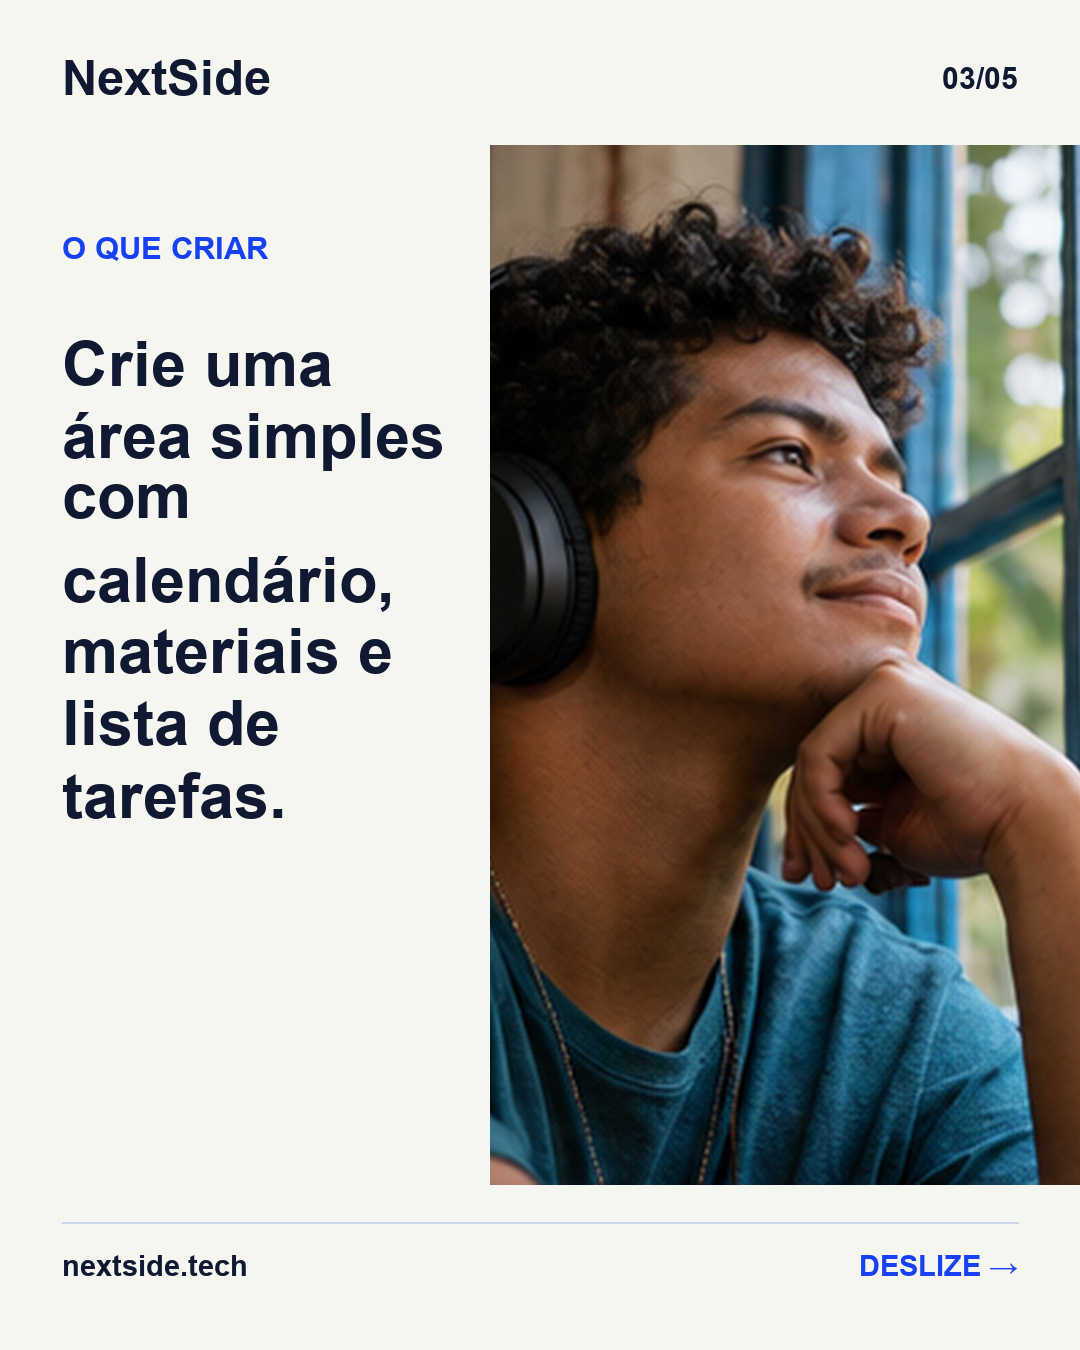 NextSide
03/05
O QUE CRIAR
Crie uma
área simples
com
calendário,
materiais e
lista de
tarefas.
nextside.tech
DESLIZE →